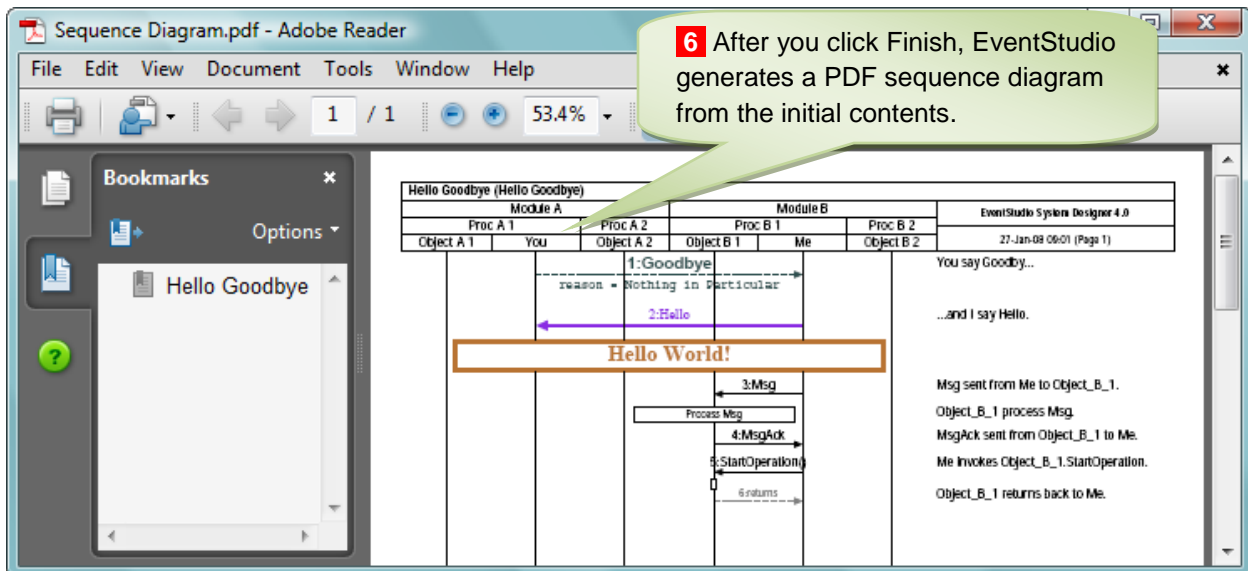 Sequence Diagram.pdf - Adobe Reader
6 After you click Finish, EventStudio
generates a PDF sequence diagram
from the initial contents.
File Edit View Document Tools Window Help
1 / 1 53.4%
Bookmarks
Options
Hello Goodbye
Hello Goodbye (Hello Goodbye)
Module A Module B EventStudio System Designer 4.0
Proc A 1 Proc A 2 Proc B 1 Proc B 2
Object A 1 You Object A 2 Object B 1 Me Object B 2 27-Jan-08 09:01 (Page 1)
1:Goodbye You say Goodby...
reason = Nothing in Particular
2:Hello ...and I say Hello.
Hello World!
3:Msg Msg sent from Me to Object_B_1.
Process Msg Object_B_1 process Msg.
4:MsgAck MsgAck sent from Object_B_1 to Me.
5:StartOperation() Me Invokes Object_B_1.StartOperation.
6:returns Object_B_1 returns back to Me.